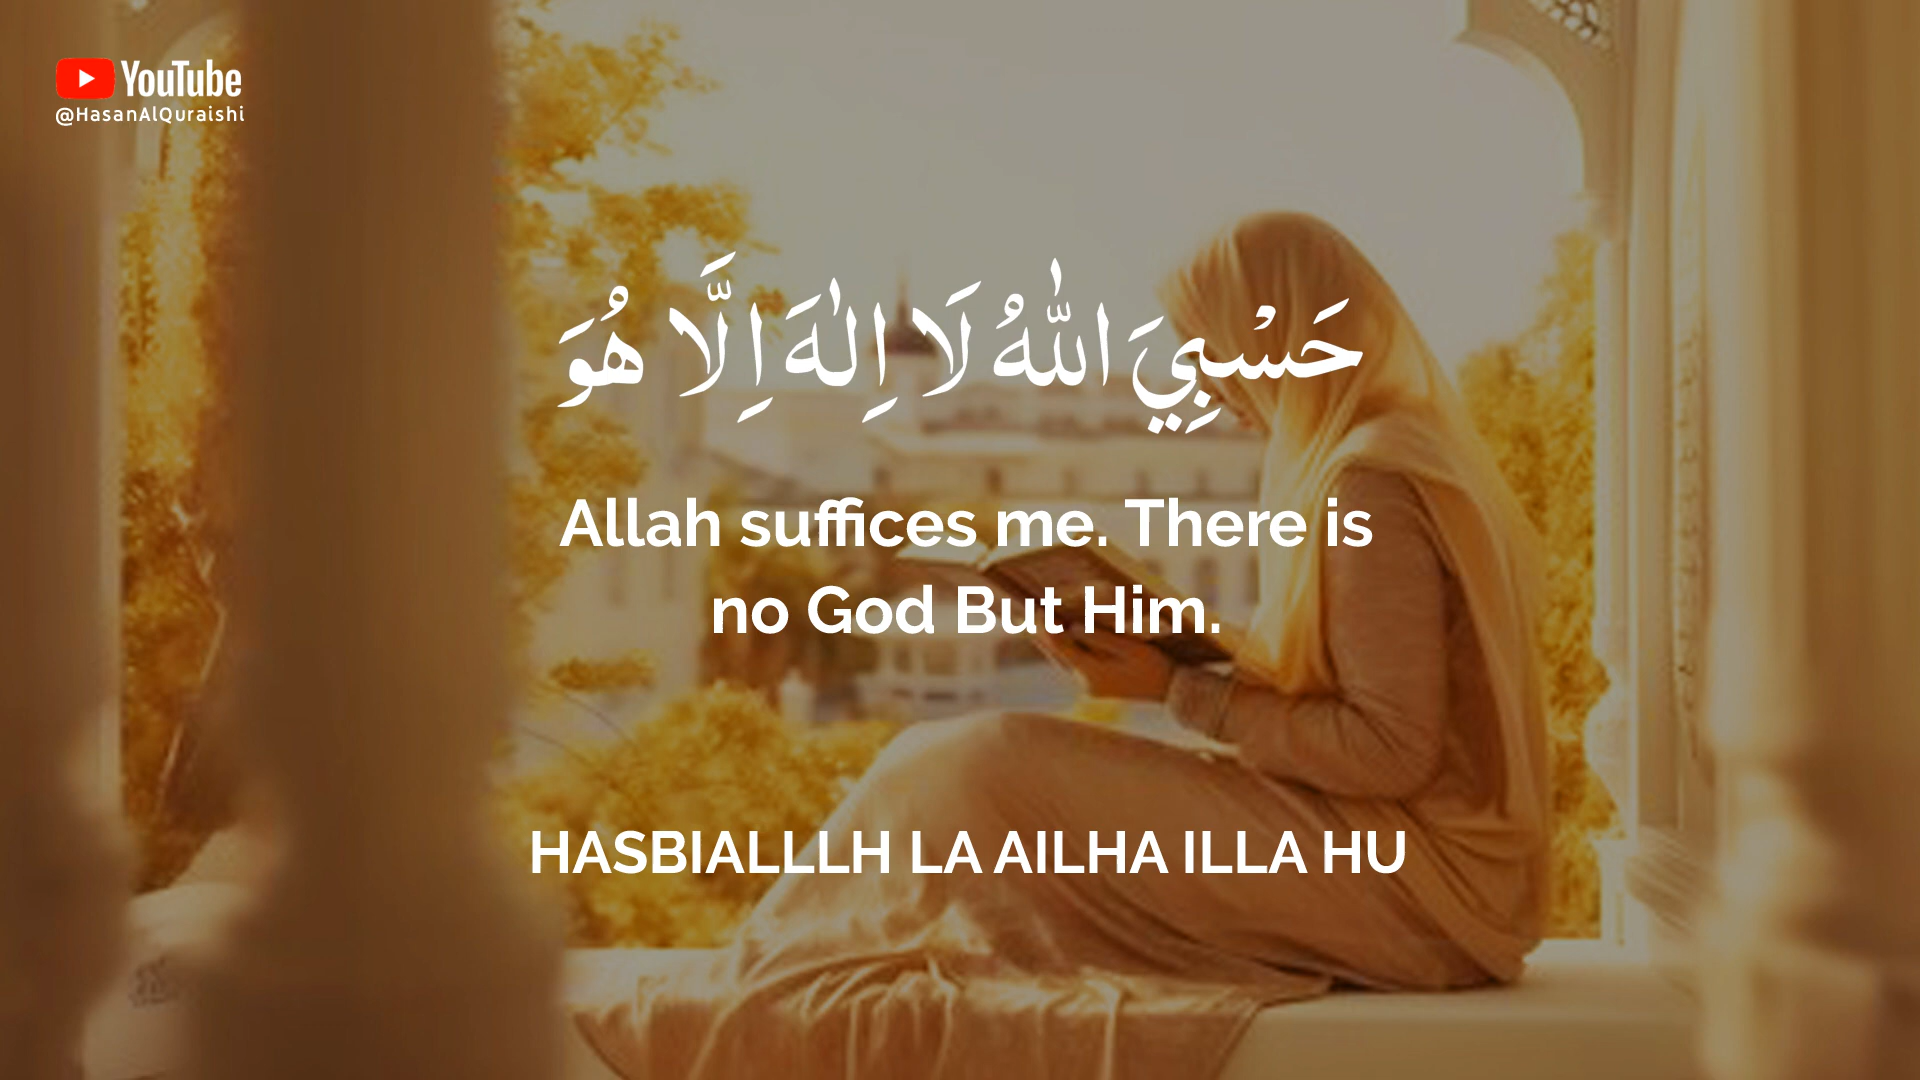 YouTube
@HasanAlQuraishi
حَسْبِيَ اللّٰهُ لَا اِلٰهَ اِلَّا هُوَ
Allah suffices me. There is
no God But Him.
HASBIALLLH LA AILHA ILLA HU